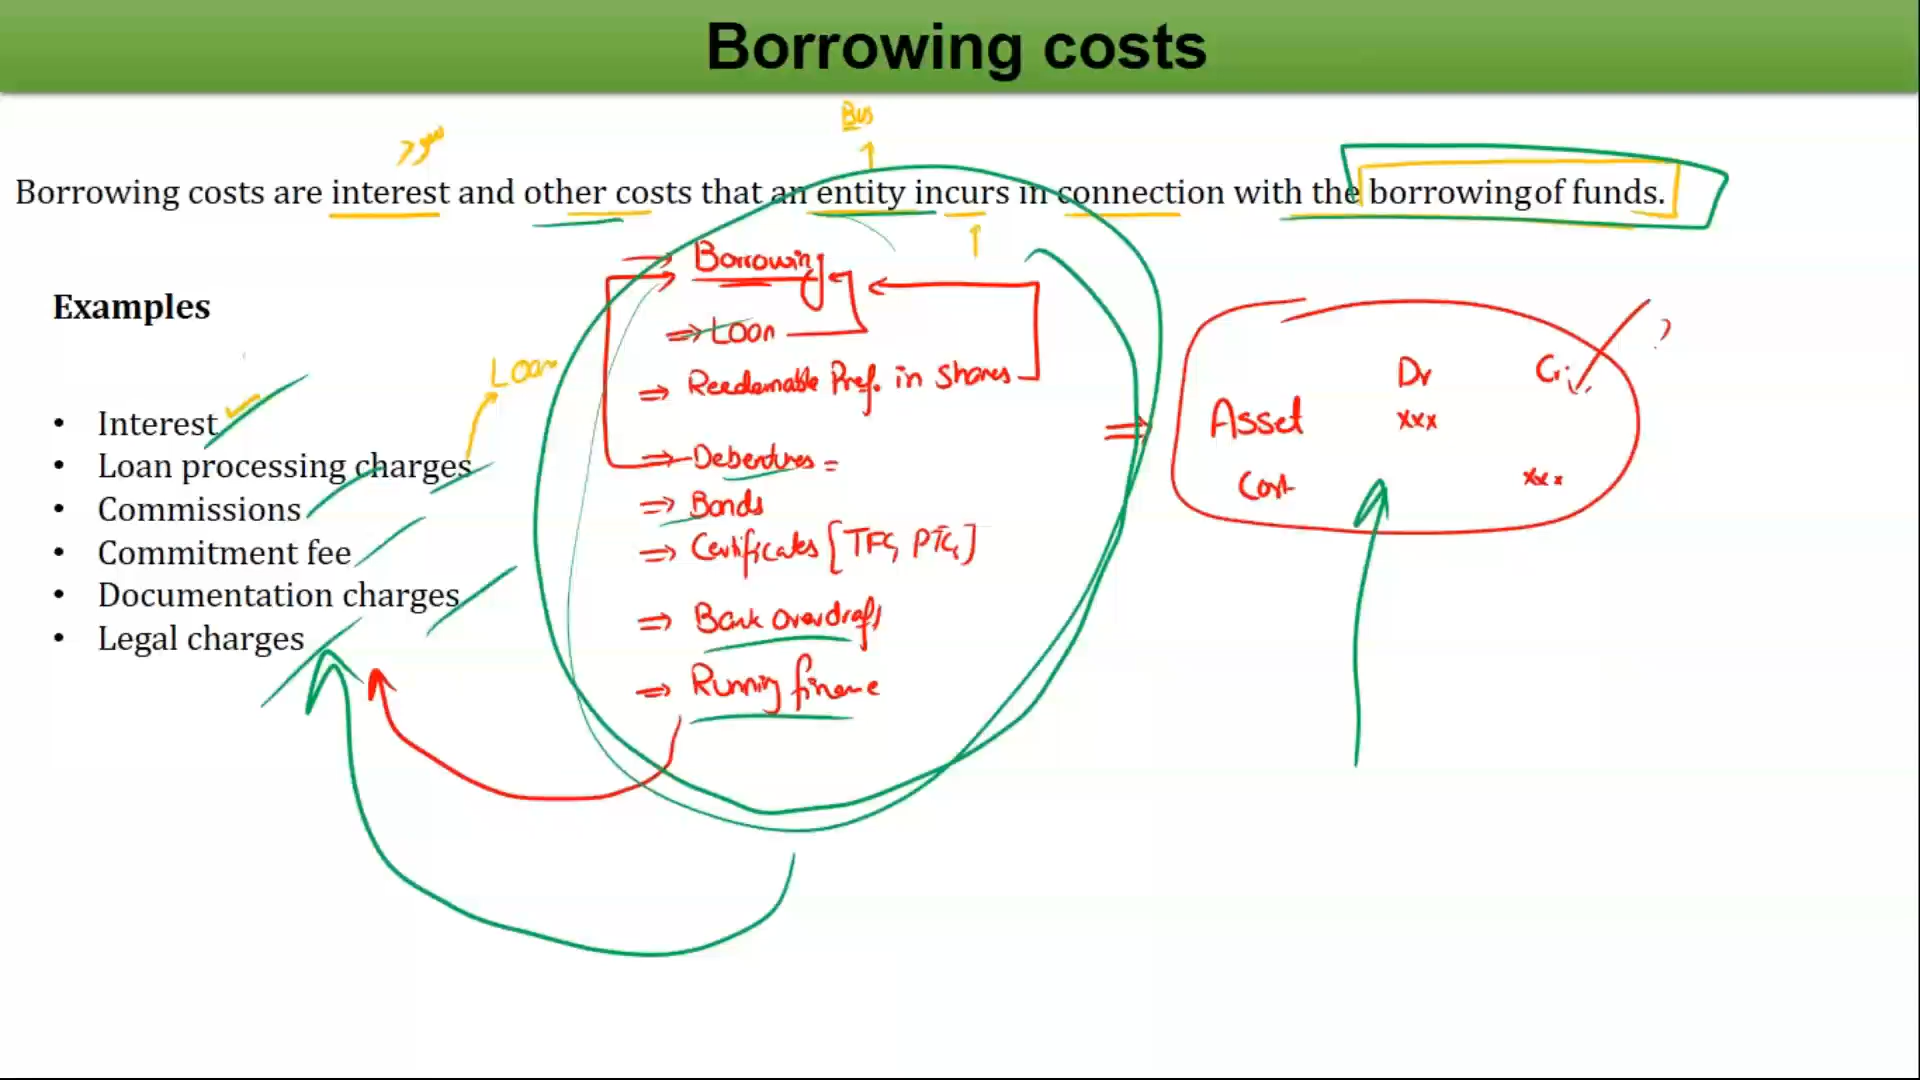 Borrowing costs
Bus
Borrowing costs are interest and other costs that an entity incurs in connection with the borrowing of funds.
Borrowing
Examples
Loan
Loan
Reedemable Pref. in shares
Dr Cr.
Asset xxx
• Interest
• Loan processing charges
Debentures =
Cost xxx
• Commissions
Bonds
• Commitment fee
Certificates [TFCs, PTCs]
• Documentation charges
Bank overdraft
• Legal charges
Running finance